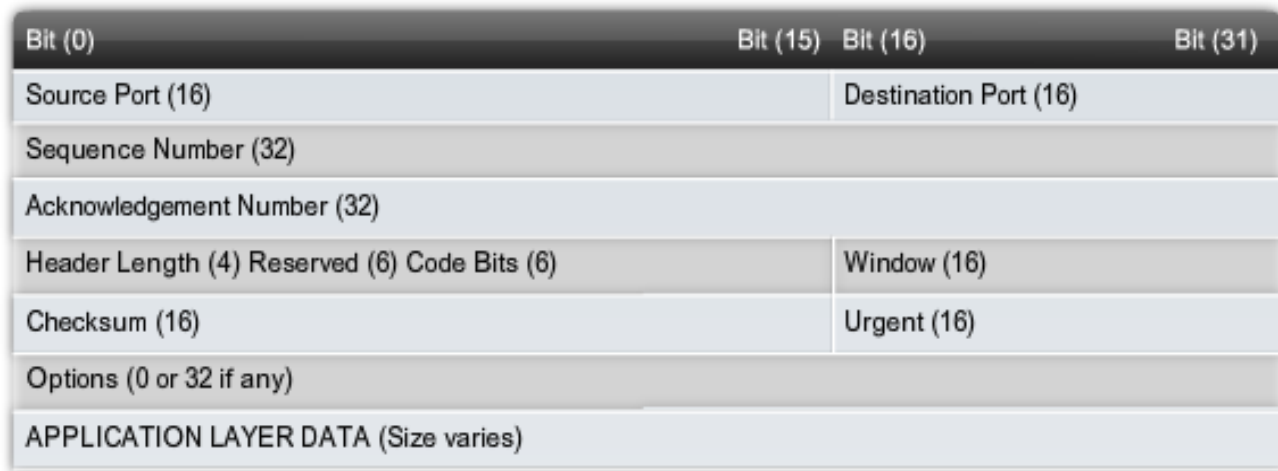 Bit (0) Bit (15) Bit (16) Bit (31)
Source Port (16) Destination Port (16)
Sequence Number (32)
Acknowledgement Number (32)
Header Length (4) Reserved (6) Code Bits (6) Window (16)
Checksum (16) Urgent (16)
Options (0 or 32 if any)
APPLICATION LAYER DATA (Size varies)